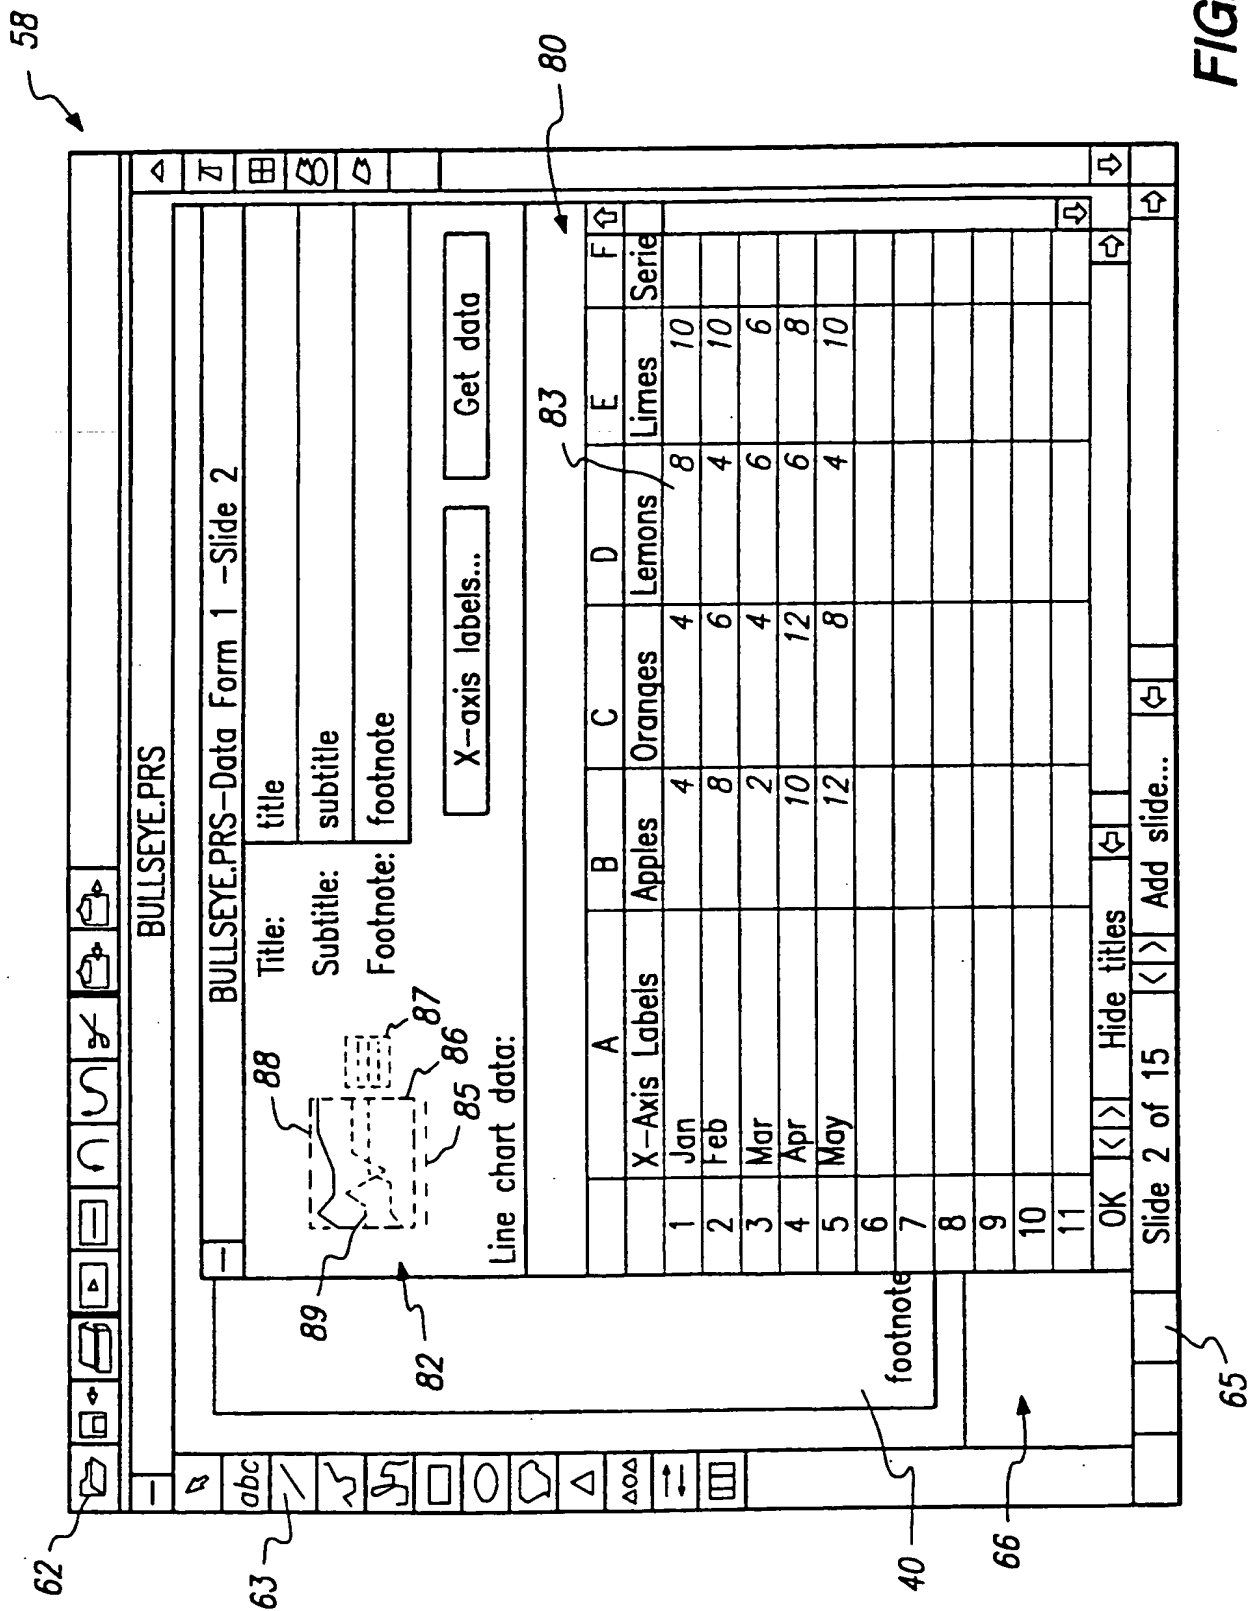 58
62
BULLSEYE.PRS
BULLSEYE.PRS-Data Form 1 -Slide 2
abc
63
Title: title
Subtitle: subtitle
Footnote: footnote
88
87
86
85
89
82
X-axis labels... Get data
Line chart data:
80
83
A B C D E F
X-Axis Labels Apples Oranges Lemons Limes Serie
1 Jan 4 4 8 10
2 Feb 8 6 4 10
3 Mar 2 4 6 6
4 Apr 10 12 6 8
5 May 12 8 4 10
6
7
8
9
10
11
footnote
40
66
OK < > Hide titles
Slide 2 of 15 < > Add slide...
65
FIG